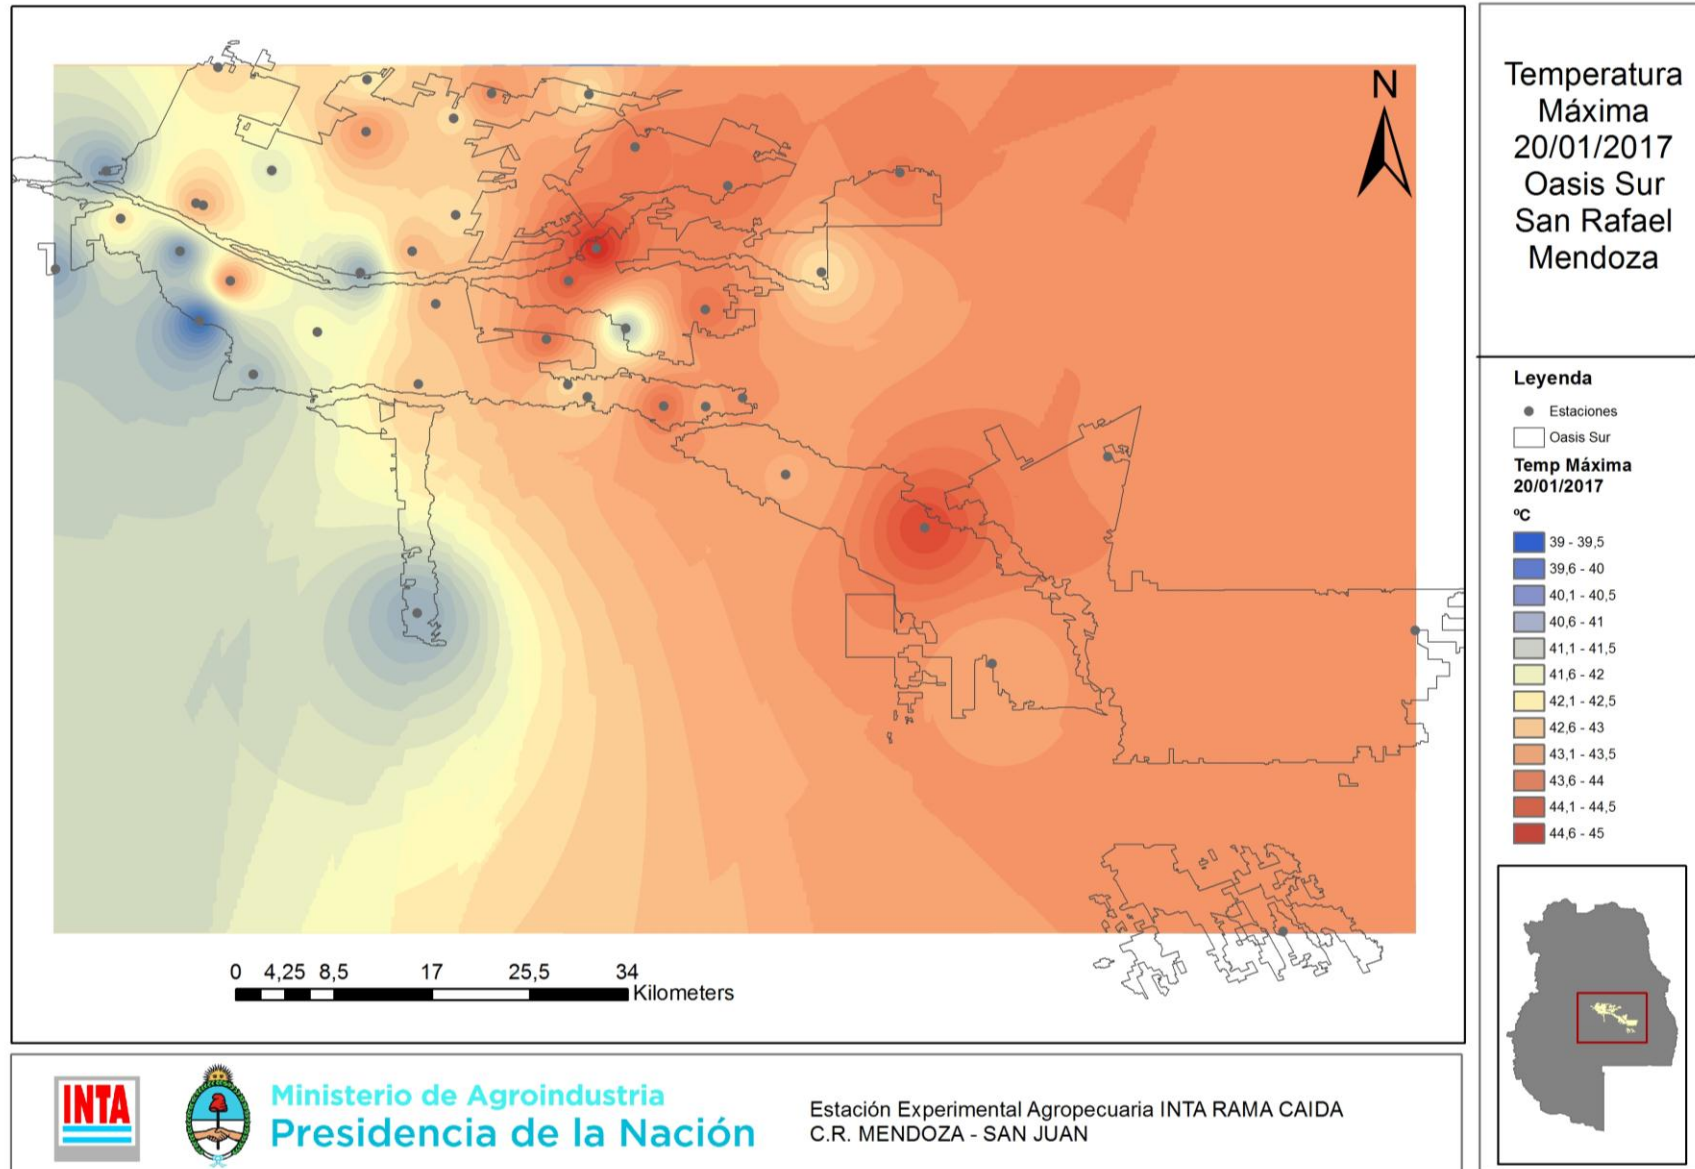 N
0 4,25 8,5 17 25,5 34
Kilometers
Temperatura
Máxima
20/01/2017
Oasis Sur
San Rafael
Mendoza
Leyenda
Estaciones
Oasis Sur
Temp Máxima
20/01/2017
ºC
39 - 39,5
39,6 - 40
40,1 - 40,5
40,6 - 41
41,1 - 41,5
41,6 - 42
42,1 - 42,5
42,6 - 43
43,1 - 43,5
43,6 - 44
44,1 - 44,5
44,6 - 45
INTA
Ministerio de Agroindustria
Presidencia de la Nación
Estación Experimental Agropecuaria INTA RAMA CAIDA
C.R. MENDOZA - SAN JUAN